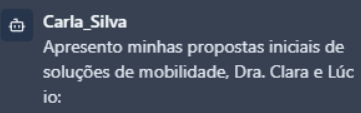 Carla_Silva
Apresento minhas propostas iniciais de
soluções de mobilidade, Dra. Clara e Lúc
io: